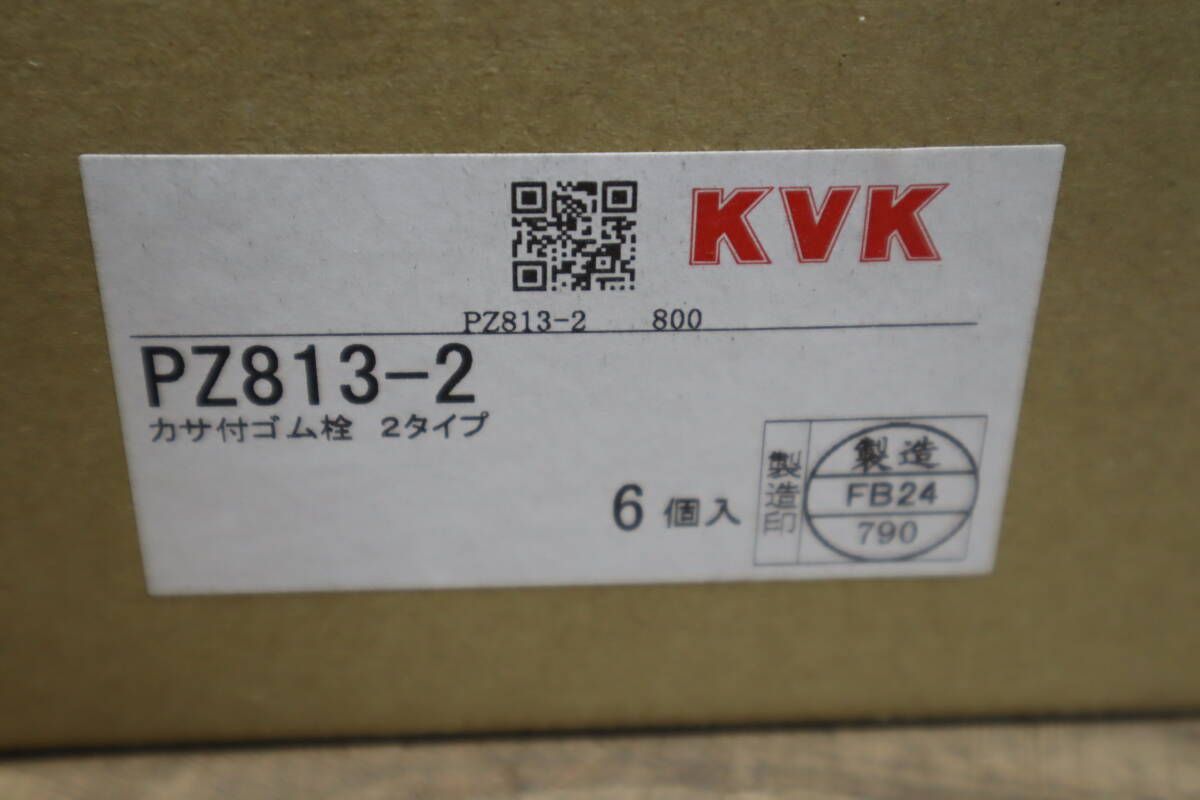 KVK
PZ813-2 800
PZ813-2
カサ付ゴム栓 2タイプ
6 個入
製造印
製造
FB24
790